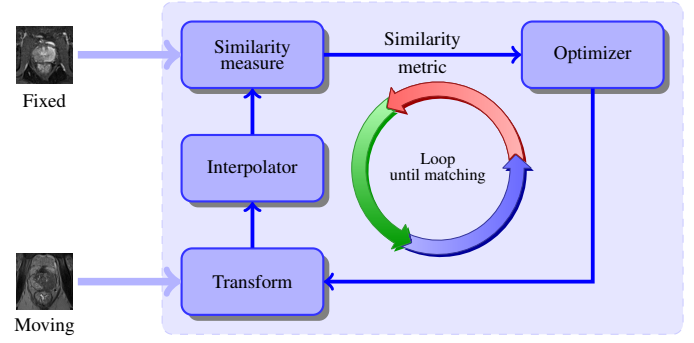 Similarity
measure
Similarity
metric
Optimizer
Fixed
Interpolator
Loop
until matching
Transform
Moving